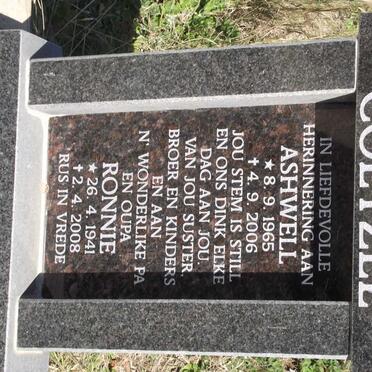 COETZEE
IN LIEFDEVOLLE
HERINNERING AAN
ASHWELL
★ 8. 9. 1965
✝ 4. 9. 2006
JOU STEM IS STILL
EN ONS DINK ELKE
DAG AAN JOU.
VAN JOU SUSTER
BROER EN KINDERS
EN AAN
N' WONDERLIKE PA
EN OUPA
RONNIE
★ 26. 4. 1941
✝ 2. 4. 2008
RUS IN VREDE